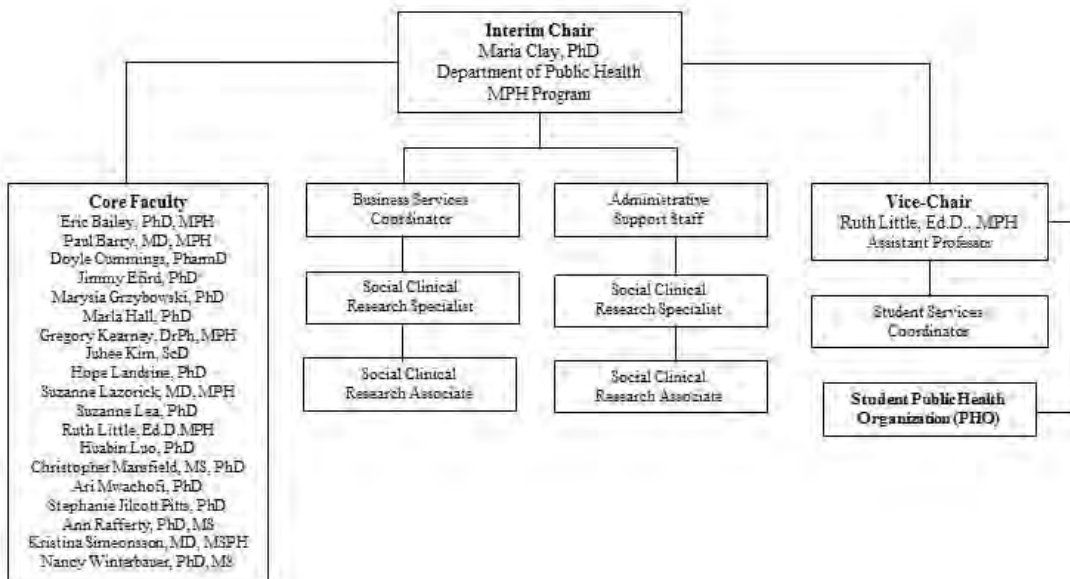 Interim Chair
Maria Clay, PhD
Department of Public Health
MPH Program
Core Faculty
Eric Bailey, PhD, MPH
Paul Barry, MD, MPH
Doyle Cummings, PharmD
Jimmy Efird, PhD
Marysia Grzybowski, PhD
Marla Hall, PhD
Gregory Kearney, DrPh, MPH
Juhee Kim, ScD
Hope Landrine, PhD
Suzanne Lazorick, MD, MPH
Suzanne Lea, PhD
Ruth Little, Ed.D.MPH
Huabin Luo, PhD
Christopher Mansfield, MS, PhD
Ari Mwachofi, PhD
Stephanie Jilcott Pitts, PhD
Ann Rafferty, PhD, MS
Kristina Simeonsson, MD, MSPH
Nancy Winterbauer, PhD, MS
Business Services
Coordinator
Social Clinical
Research Specialist
Social Clinical
Research Associate
Administrative
Support Staff
Social Clinical
Research Specialist
Social Clinical
Research Associate
Vice-Chair
Ruth Little, Ed.D., MPH
Assistant Professor
Student Services
Coordinator
Student Public Health
Organization (PHO)